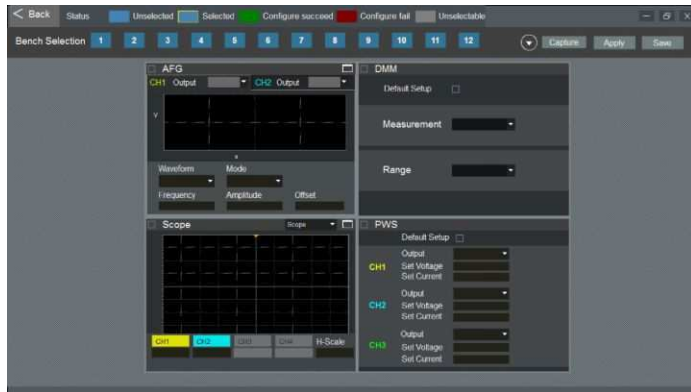 < Back Status Unselected Selected Configure succeed Configure fail Unselectable
Bench Selection 1 2 3 4 5 6 7 8 9 10 11 12 Capture Apply Save
AFG
CH1 Output CH2 Output
V
Waveform Mode
Frequency Amplitude Offset
DMM
Default Setup
Measurement
Range
Scope Scope
CH1 CH2 CH3 CH4 H-Scale
PWS
Default Setup
Output
CH1 Set Voltage
Set Current
Output
CH2 Set Voltage
Set Current
Output
CH3 Set Voltage
Set Current